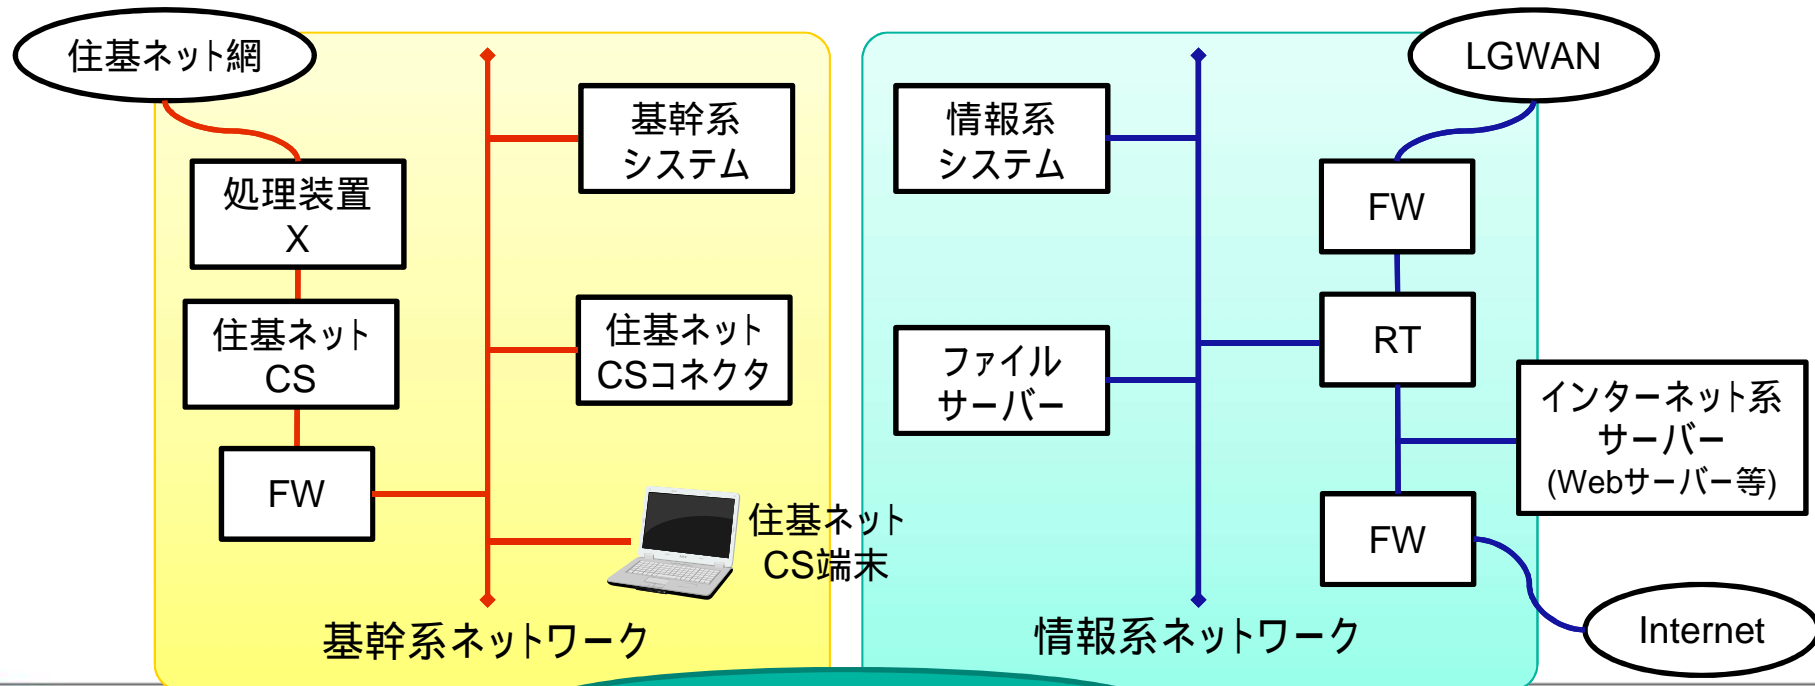 住基ネット網
処理装置
X
住基ネット
CS
FW
基幹系
システム
住基ネット
CSコネクタ
住基ネット
CS端末
基幹系ネットワーク
情報系
システム
ファイル
サーバー
LGWAN
FW
RT
インターネット系
サーバー
(Webサーバー等)
FW
Internet
情報系ネットワーク